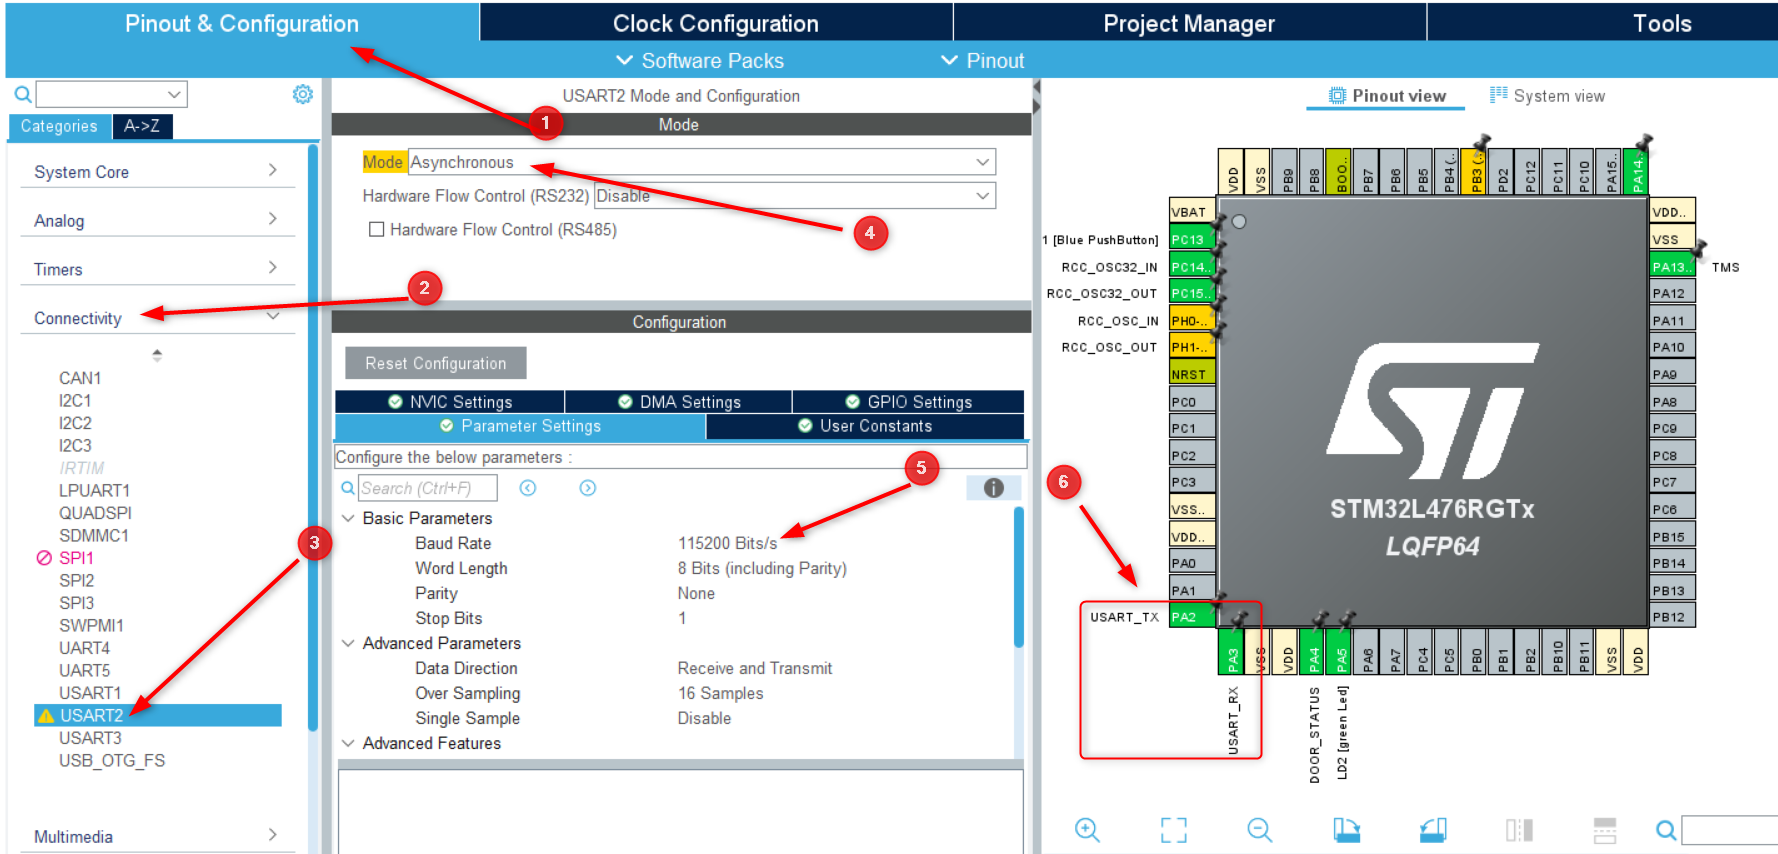 Pinout & Configuration
Clock Configuration
Project Manager
Tools
Software Packs
Pinout
Categories
A->Z
System Core
Analog
Timers
Connectivity
CAN1
I2C1
I2C2
I2C3
IRTIM
LPUART1
QUADSPI
SDMMC1
SPI1
SPI2
SPI3
SWPMI1
UART4
UART5
USART1
USART2
USART3
USB_OTG_FS
Multimedia
USART2 Mode and Configuration
Mode
Mode Asynchronous
Hardware Flow Control (RS232) Disable
Hardware Flow Control (RS485)
Configuration
Reset Configuration
NVIC Settings
DMA Settings
GPIO Settings
Parameter Settings
User Constants
Configure the below parameters :
Search (Ctrl+F)
Basic Parameters
Baud Rate 115200 Bits/s
Word Length 8 Bits (including Parity)
Parity None
Stop Bits 1
Advanced Parameters
Data Direction Receive and Transmit
Over Sampling 16 Samples
Single Sample Disable
Advanced Features
1
2
3
4
5
6
Pinout view
System view
VDD
VSS
PB9
PB8
BOO..
PB7
PB6
PB5
PB4 (..
PB3 (..
PD2
PC12
PC11
PC10
PA15..
PA14..
VBAT
1 [Blue PushButton] PC13
RCC_OSC32_IN PC14..
RCC_OSC32_OUT PC15..
RCC_OSC_IN PH0-..
RCC_OSC_OUT PH1-..
NRST
PC0
PC1
PC2
PC3
VSS..
VDD..
PA0
PA1
USART_TX PA2
VDD..
VSS
PA13.. TMS
PA12
PA11
PA10
PA9
PA8
PC9
PC8
PC7
PC6
PB15
PB14
PB13
PB12
STM32L476RGTx
LQFP64
PA3
VSS
VDD
PA4
PA5
PA6
PA7
PC4
PC5
PB0
PB1
PB2
PB10
PB11
VSS
VDD
USART_RX
DOOR_STATUS
LD2 [green Led]